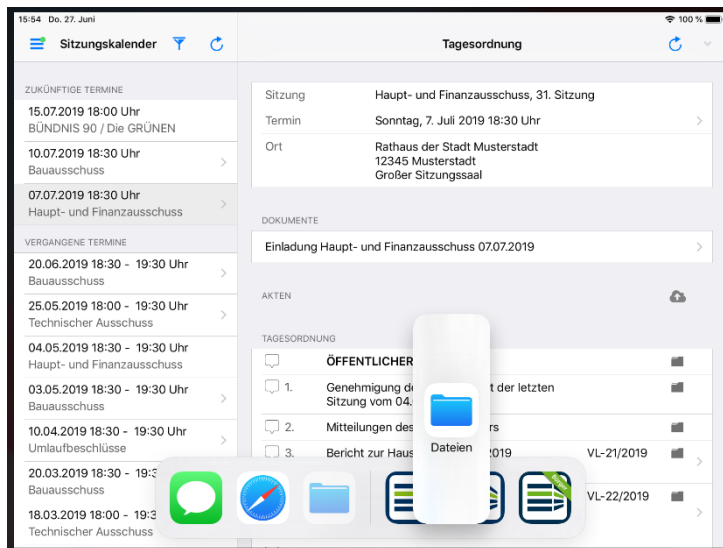 15:54 Do. 27. Juni
100 %
Sitzungskalender
Tagesordnung
ZUKÜNFTIGE TERMINE
15.07.2019 18:00 Uhr
BÜNDNIS 90 / Die GRÜNEN
10.07.2019 18:30 Uhr
Bauausschuss
07.07.2019 18:30 Uhr
Haupt- und Finanzausschuss
VERGANGENE TERMINE
20.06.2019 18:30 - 19:30 Uhr
Bauausschuss
25.05.2019 18:00 - 19:30 Uhr
Technischer Ausschuss
04.05.2019 18:30 - 19:30 Uhr
Haupt- und Finanzausschuss
03.05.2019 18:30 - 19:30 Uhr
Bauausschuss
10.04.2019 18:30 - 19:30 Uhr
Umlaufbeschlüsse
20.03.2019 18:30 - 19:3
Bauausschuss
18.03.2019 18:00 - 19:
Technischer Ausschuss
Sitzung Haupt- und Finanzausschuss, 31. Sitzung
Termin Sonntag, 7. Juli 2019 18:30 Uhr
Ort Rathaus der Stadt Musterstadt
12345 Musterstadt
Großer Sitzungssaal
DOKUMENTE
Einladung Haupt- und Finanzausschuss 07.07.2019
AKTEN
TAGESORDNUNG
ÖFFENTLICHER
1. Genehmigung de t der letzten
Sitzung vom 04.
2. Mitteilungen des rs
3. Bericht zur Haus 2019 VL-21/2019
VL-22/2019
Dateien
Bürger